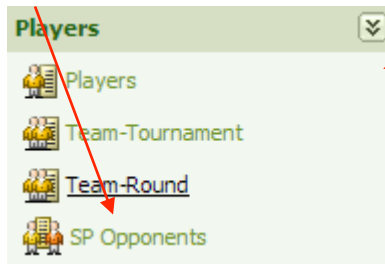 Players
Players
Team-Tournament
Team-Round
SP Opponents